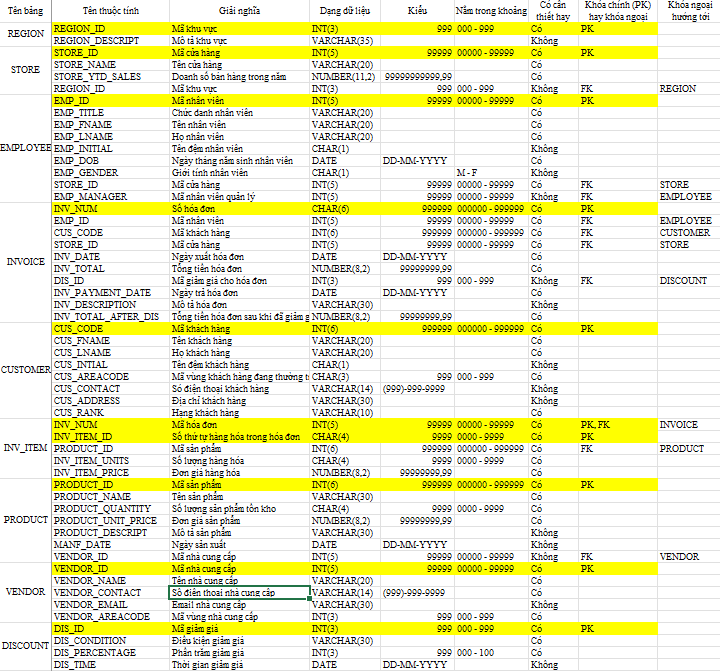 Tên bảng Tên thuộc tính Giải nghĩa Dạng dữ liệu Kiểu Nằm trong khoảng Có cần thiết hay Khóa chính (PK) hay khóa ngoại Khóa ngoại hướng tới
REGION REGION_ID Mã khu vực INT(3) 999 000 - 999 Có PK
REGION_DESCRIPT Mô tả khu vực VARCHAR(35) Không
STORE STORE_ID Mã cửa hàng INT(5) 99999 00000 - 99999 Có PK
STORE_NAME Tên cửa hàng VARCHAR(20) Có
STORE_YTD_SALES Doanh số bán hàng trong năm NUMBER(11,2) 99999999999,99 Có
REGION_ID Mã khu vực INT(3) 999 000 - 999 Không FK REGION
EMPLOYEE EMP_ID Mã nhân viên INT(5) 99999 00000 - 99999 Có PK
EMP_TITLE Chức danh nhân viên VARCHAR(20) Có
EMP_FNAME Tên nhân viên VARCHAR(20) Có
EMP_LNAME Họ nhân viên VARCHAR(20) Có
EMP_INITIAL Tên đệm nhân viên CHAR(1) Không
EMP_DOB Ngày tháng năm sinh nhân viên DATE DD-MM-YYYY Có
EMP_GENDER Giới tính nhân viên CHAR(1) M - F Không
STORE_ID Mã cửa hàng INT(5) 99999 00000 - 99999 Có FK STORE
EMP_MANAGER Mã nhân viên quản lý INT(5) 99999 00000 - 99999 Không FK EMPLOYEE
INVOICE INV_NUM Số hóa đơn CHAR(6) 999999 000000 - 999999 Có PK
EMP_ID Mã nhân viên INT(5) 99999 00000 - 99999 Có FK EMPLOYEE
CUS_CODE Mã khách hàng INT(6) 999999 000000 - 999999 Có FK CUSTOMER
STORE_ID Mã cửa hàng INT(5) 99999 00000 - 99999 Có FK STORE
INV_DATE Ngày xuất hóa đơn DATE DD-MM-YYYY Có
INV_TOTAL Tổng tiền hóa đơn NUMBER(8,2) 99999999,99 Có
DIS_ID Mã giảm giá cho hóa đơn INT(3) 999 000 - 999 Không FK DISCOUNT
INV_PAYMENT_DATE Ngày trả hóa đơn DATE DD-MM-YYYY Có
INV_DESCRIPTION Mô tả hóa đơn VARCHAR(30) Không
INV_TOTAL_AFTER_DIS Tổng tiền hóa đơn sau khi đã giảm g NUMBER(8,2) 99999999,99 Có
CUSTOMER CUS_CODE Mã khách hàng INT(6) 999999 000000 - 999999 Có PK
CUS_FNAME Tên khách hàng VARCHAR(20) Có
CUS_LNAME Họ khách hàng VARCHAR(20) Có
CUS_INTIAL Tên đệm khách hàng CHAR(1) Không
CUS_AREACODE Mã vùng khách hàng đang thường t CHAR(3) 999 000 - 999 Có
CUS_CONTACT Số điện thoại khách hàng VARCHAR(14) (999)-999-9999 Không
CUS_ADDRESS Địa chỉ khách hàng VARCHAR(30) Không
CUS_RANK Hạng khách hàng VARCHAR(10) Có
INV_ITEM INV_NUM Mã hóa đơn INT(5) 99999 00000 - 99999 Có PK, FK INVOICE
INV_ITEM_ID Số thứ tự hàng hóa trong hóa đơn CHAR(4) 9999 0000 - 9999 Có PK
PRODUCT_ID Mã sản phẩm INT(6) 999999 000000 - 999999 Có FK PRODUCT
INV_ITEM_UNITS Số lượng hàng hóa CHAR(4) 9999 0000 - 9999 Có
INV_ITEM_PRICE Đơn giá hàng hóa NUMBER(8,2) 99999999,99 Có
PRODUCT PRODUCT_ID Mã sản phẩm INT(6) 999999 000000 - 999999 Có PK
PRODUCT_NAME Tên sản phẩm VARCHAR(30) Có
PRODUCT_QUANTITY Số lượng sản phẩm tồn kho CHAR(4) 9999 0000 - 9999 Có
PRODUCT_UNIT_PRICE Đơn giá sản phẩm NUMBER(8,2) 99999999,99 Có
PRODUCT_DESCRIPT Mô tả sản phẩm VARCHAR(30) Không
MANF_DATE Ngày sản xuất DATE DD-MM-YYYY Không
VENDOR_ID Mã nhà cung cấp INT(5) 99999 00000 - 99999 Không FK VENDOR
VENDOR VENDOR_ID Mã nhà cung cấp INT(5) 99999 00000 - 99999 Có PK
VENDOR_NAME Tên nhà cung cấp VARCHAR(20) Có
VENDOR_CONTACT Số điện thoại nhà cung cấp VARCHAR(14) (999)-999-9999 Có
VENDOR_EMAIL Email nhà cung cấp VARCHAR(30) Không
VENDOR_AREACODE Mã vùng nhà cung cấp INT(3) 999 000 - 999 Có
DISCOUNT DIS_ID Mã giảm giá INT(3) 999 000 - 999 Có PK
DIS_CONDITION Điều kiện giảm giá VARCHAR(30) Có
DIS_PERCENTAGE Phần trăm giảm giá INT(3) 999 000 - 100 Có
DIS_TIME Thời gian giảm giá DATE DD-MM-YYYY Không